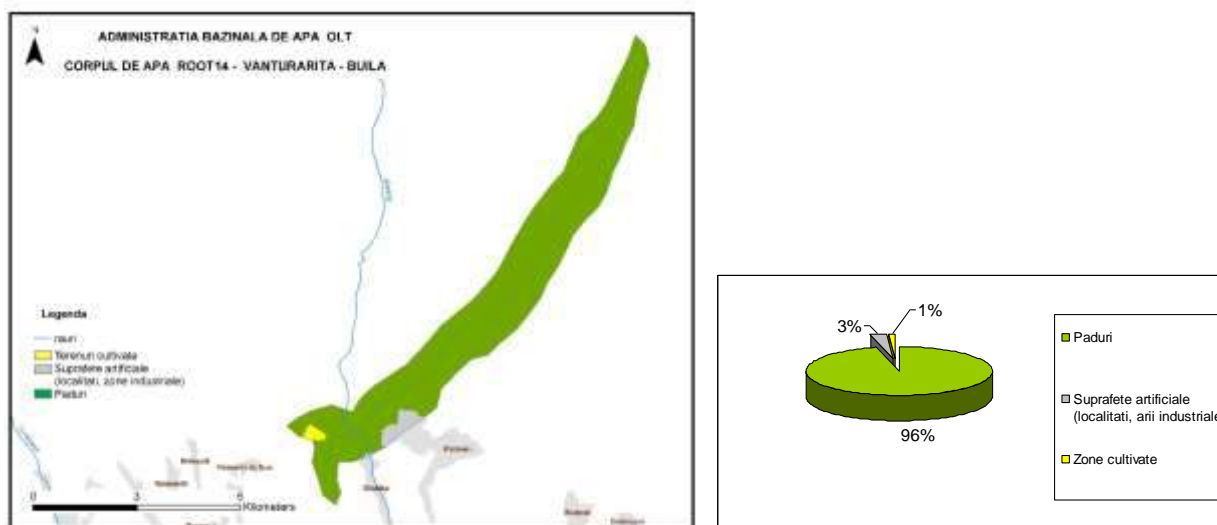 N
ADMINISTRATIA BAZINALA DE APA OLT
CORPUL DE APA ROOT14 - VANTURARITA - BUILA
Legenda
rauri
Terenuri cultivate
Suprafete artificiale
(localitati, zone industriale)
Paduri
0 3 6
Kilometers
3%
1%
96%
Paduri
Suprafete artificiale
(localitati, arii industriale
Zone cultivate